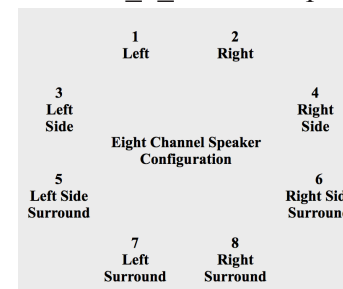 1 2
Left Right
3 4
Left Right
Side Side
Eight Channel Speaker
Configuration
5 6
Left Side Right Sid
Surround Surroun
7 8
Left Right
Surround Surround